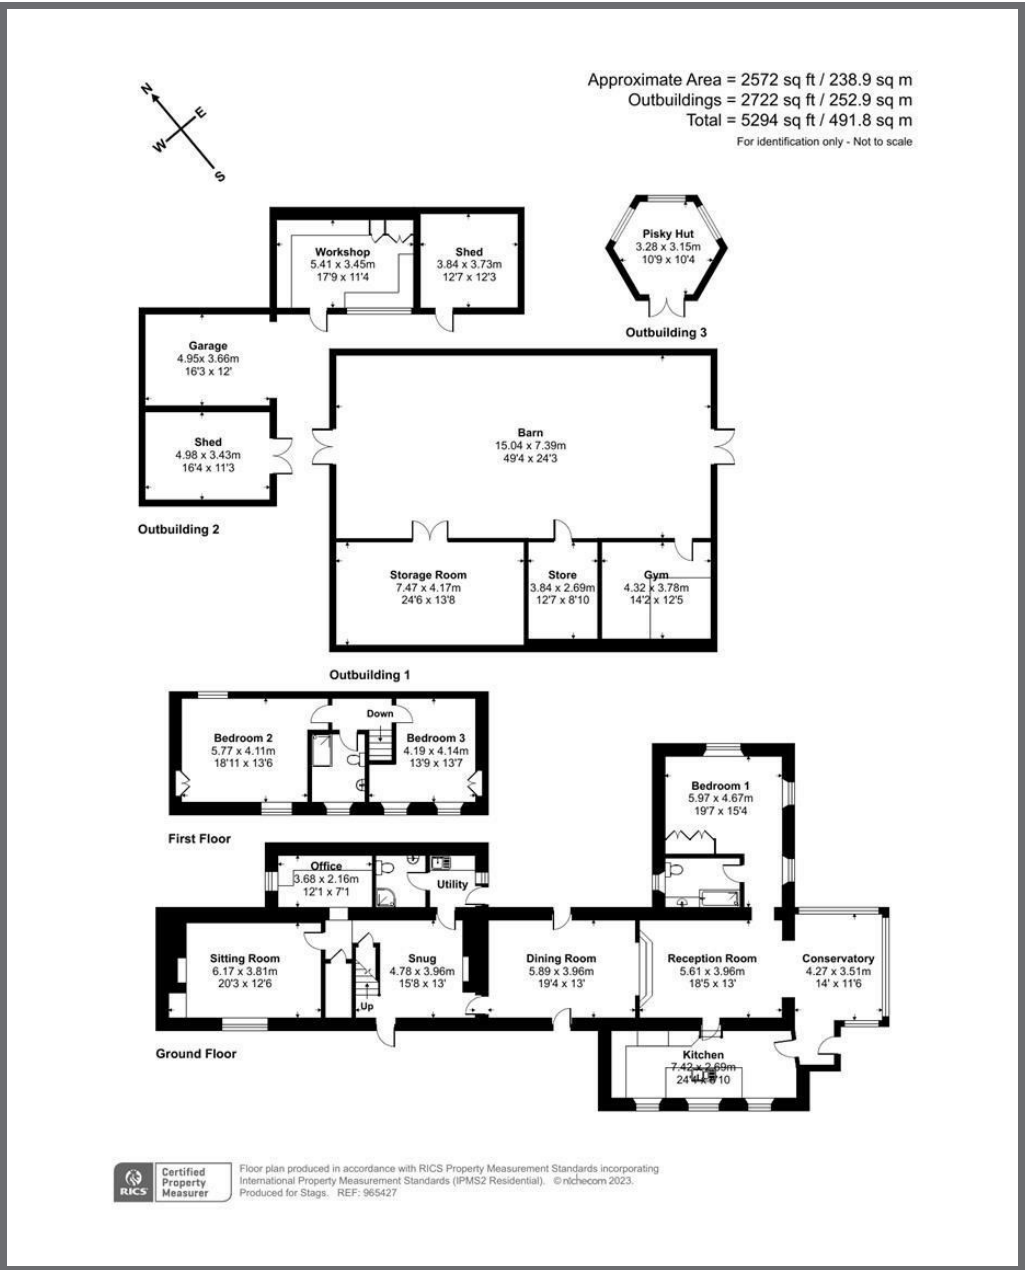 N
E
W
S
Approximate Area = 2572 sq ft / 238.9 sq m
Outbuildings = 2722 sq ft / 252.9 sq m
Total = 5294 sq ft / 491.8 sq m
For identification only - Not to scale
Workshop
5.41 x 3.45m
17'9 x 11'4
Shed
3.84 x 3.73m
12'7 x 12'3
Pisky Hut
3.28 x 3.15m
10'9 x 10'4
Outbuilding 3
Garage
4.95x 3.66m
16'3 x 12'
Shed
4.98 x 3.43m
16'4 x 11'3
Outbuilding 2
Barn
15.04 x 7.39m
49'4 x 24'3
Storage Room
7.47 x 4.17m
24'6 x 13'8
Store
3.84 x 2.69m
12'7 x 8'10
Gym
4.32 x 3.78m
14'2 x 12'5
Outbuilding 1
Bedroom 2
5.77 x 4.11m
18'11 x 13'6
Down
Bedroom 3
4.19 x 4.14m
13'9 x 13'7
First Floor
Bedroom 1
5.97 x 4.67m
19'7 x 15'4
Office
3.68 x 2.16m
12'1 x 7'1
Utility
Sitting Room
6.17 x 3.81m
20'3 x 12'6
Snug
4.78 x 3.96m
15'8 x 13'
Up
Dining Room
5.89 x 3.96m
19'4 x 13'
Reception Room
5.61 x 3.96m
18'5 x 13'
Conservatory
4.27 x 3.51m
14' x 11'6
Ground Floor
Kitchen
7.42 x 2.69m
24'4 x 8'10
RICS
Certified
Property
Measurer
Floor plan produced in accordance with RICS Property Measurement Standards incorporating
International Property Measurement Standards (IPMS2 Residential). © nichecom 2023.
Produced for Stags. REF: 965427